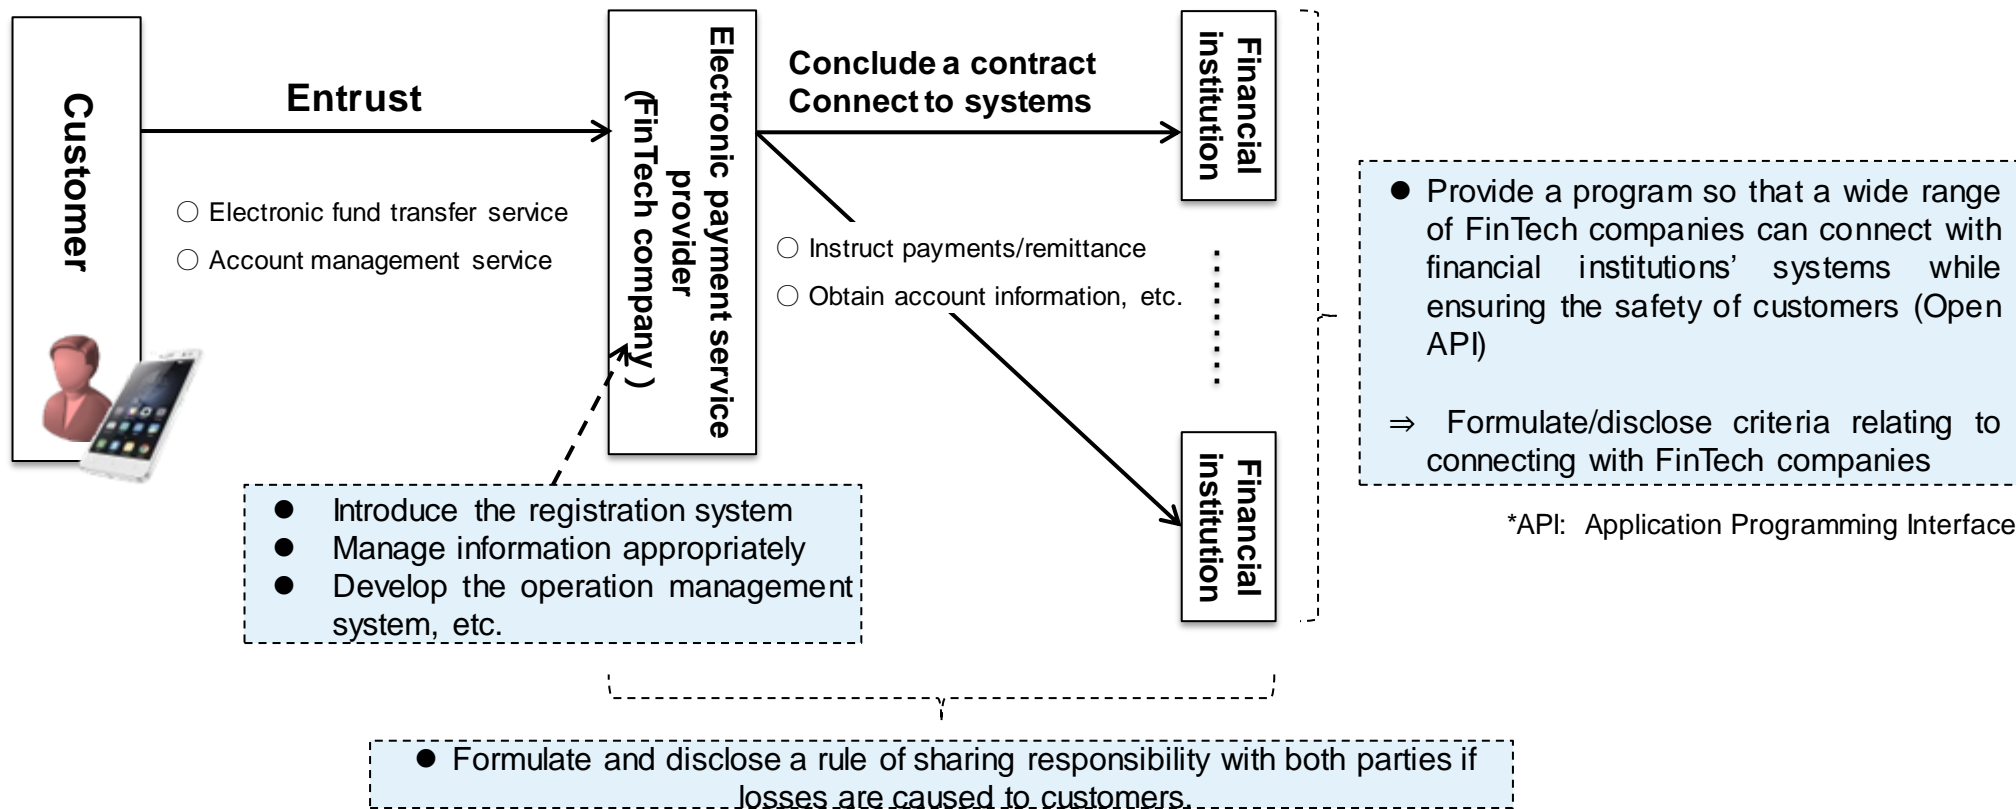 Customer
Entrust
○ Electronic fund transfer service
○ Account management service
Electronic payment service
provider
(FinTech company)
Conclude a contract
Connect to systems
○ Instruct payments/remittance
○ Obtain account information, etc.
Financial
institution
Financial
institution
● Provide a program so that a wide range
of FinTech companies can connect with
financial institutions’ systems while
ensuring the safety of customers (Open
API)
⇒ Formulate/disclose criteria relating to
connecting with FinTech companies
*API: Application Programming Interface
● Introduce the registration system
● Manage information appropriately
● Develop the operation management
system, etc.
● Formulate and disclose a rule of sharing responsibility with both parties if
losses are caused to customers.